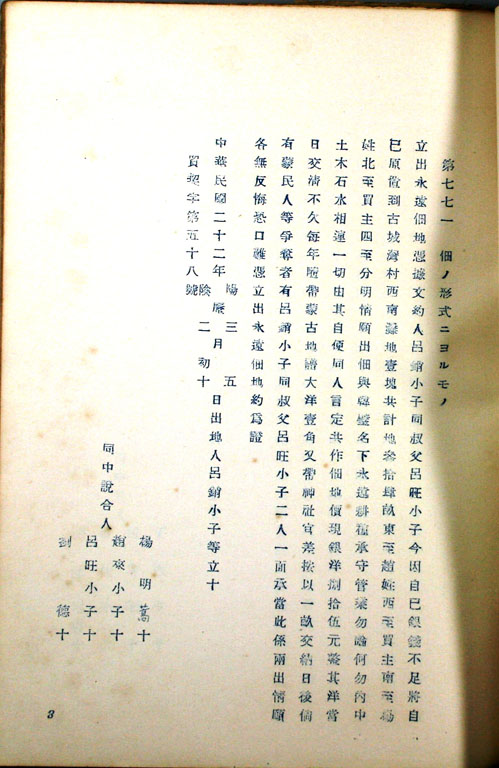 第七七一 佃ノ形式ニヨルモノ
立出永遠佃地憑據文約人呂銷小子同叔父呂旺小子今因自己銀錢不足將自
已原置到古城灣村西南 地壹塊共計地叁拾肆畝東至趙姓西至買主南至楊
姓北至買主四至分明情願出佃與韓 名下永遠耕種承守管業勿論何勿內中
土木石水相連一切由其自便同人言定共作佃地價現銀洋捌拾伍元整其洋當
日交清不欠每年隨帶蒙古地譜大洋壹角又帶神社官差按以一畝交結日後倘
有蒙民人等爭奪者有呂銷小子同叔父呂旺小子二人一面承當此係兩出情願
各無反悔恐口難憑立出永遠佃地約為證
中華民國二十二年 陽 三 五
曆 月 日出地人呂銷小子等立十
陰 二 初十
買契字第五十八號
同中說合人
楊明 十
趙來小子十
呂旺小子十
劉德十
3